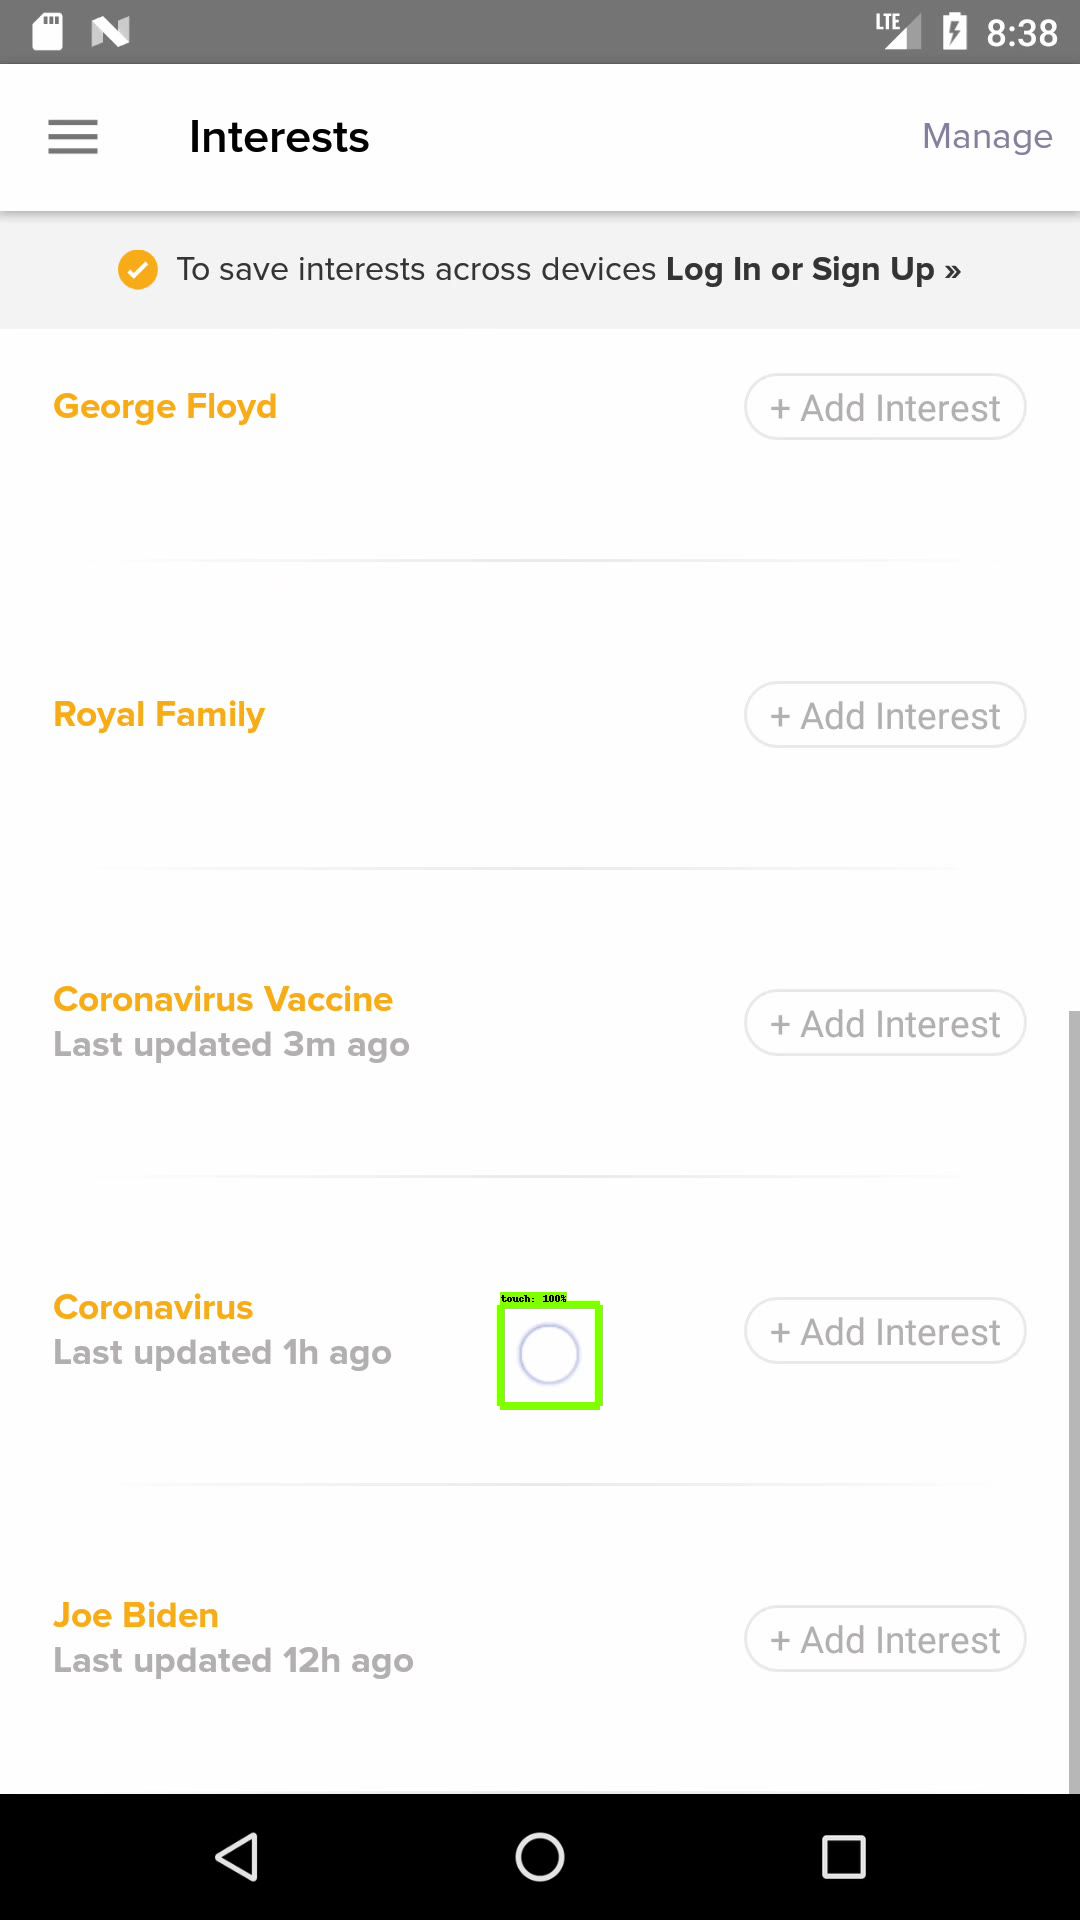 LTE 8:38
Interests
Manage
To save interests across devices Log In or Sign Up »
George Floyd
+ Add Interest
Royal Family
+ Add Interest
Coronavirus Vaccine
Last updated 3m ago
+ Add Interest
touch: 100%
Coronavirus
Last updated 1h ago
+ Add Interest
Joe Biden
Last updated 12h ago
+ Add Interest